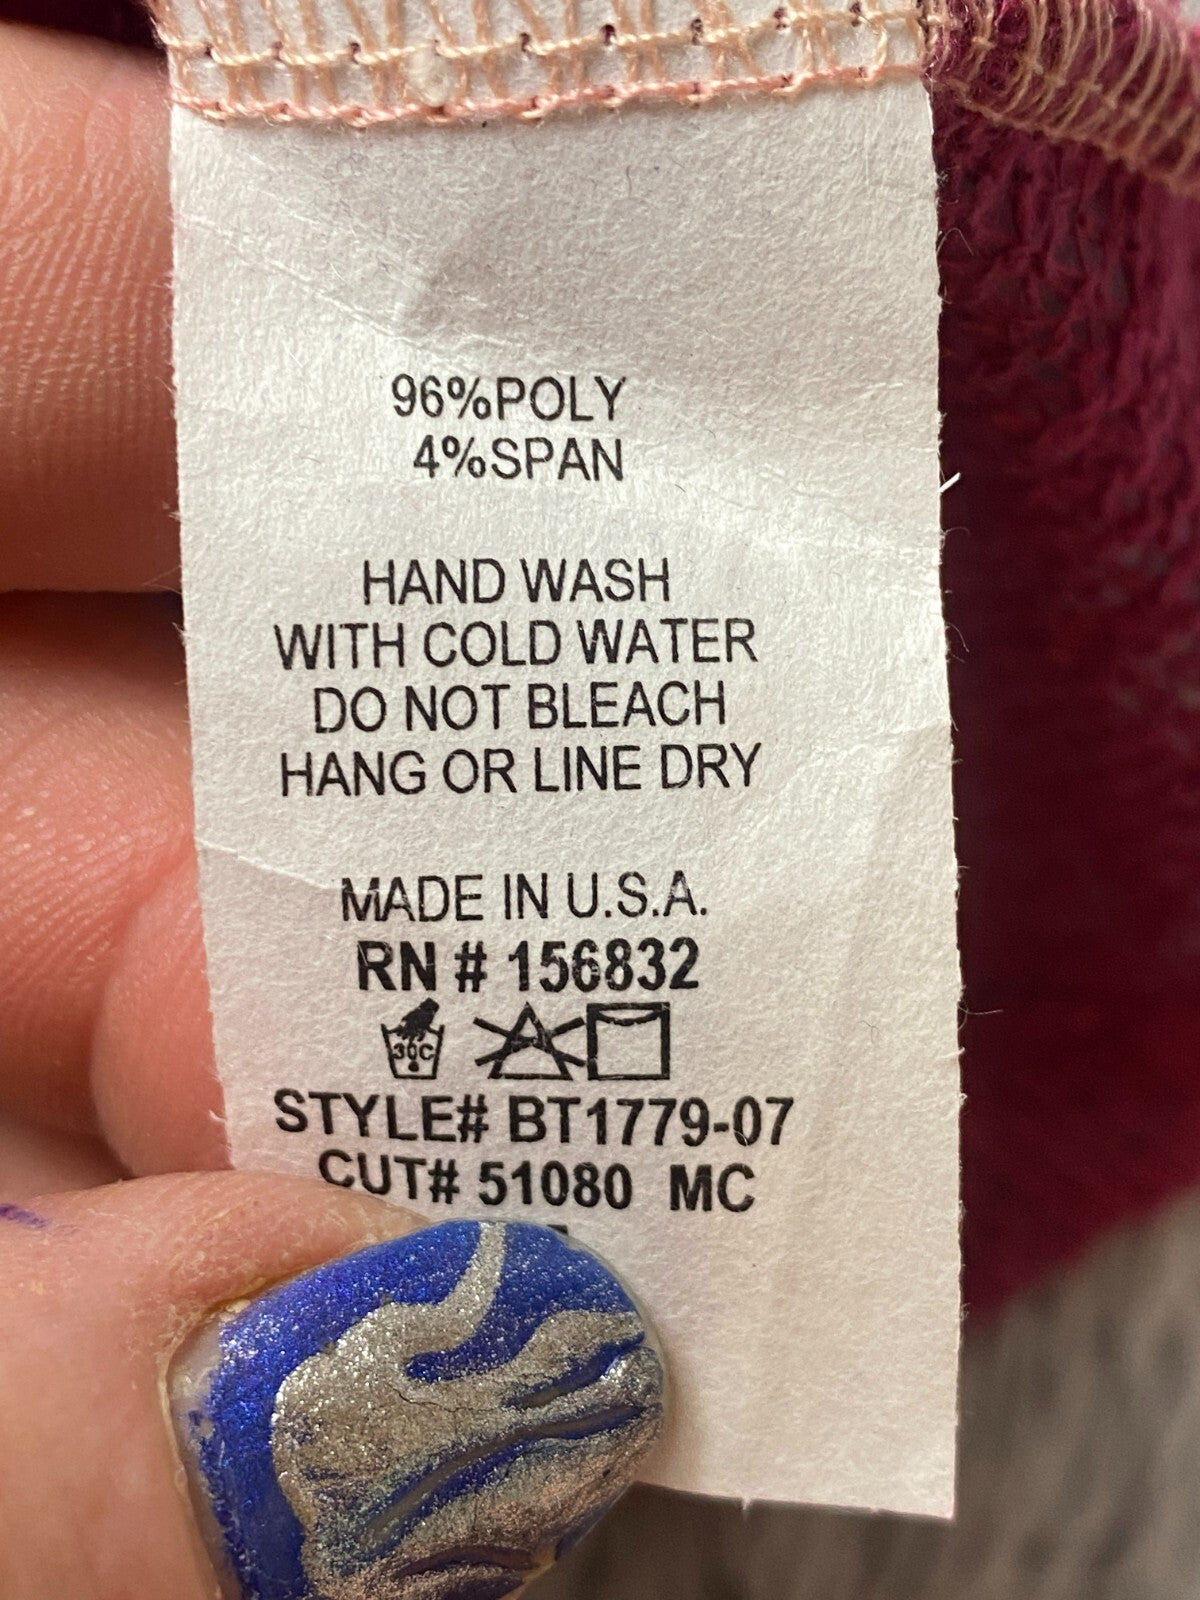 96%POLY
4%SPAN
HAND WASH
WITH COLD WATER
DO NOT BLEACH
HANG OR LINE DRY
MADE IN U.S.A.
RN # 156832
30C
STYLE# BT1779-07
CUT# 51080 MC